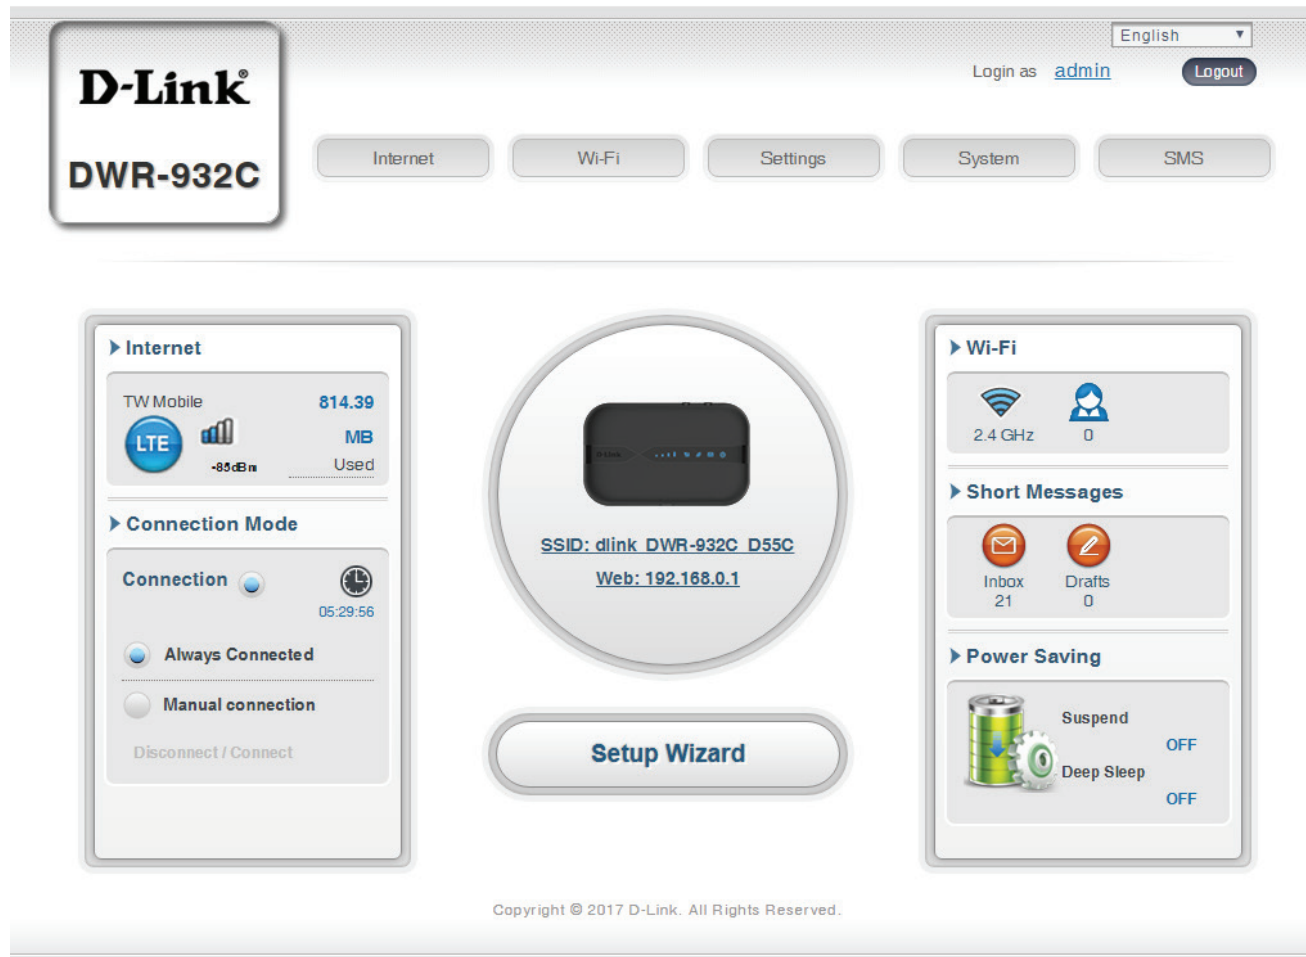 English
Login as admin Logout
D-Link®
DWR-932C
Internet Wi-Fi Settings System SMS
Internet
TW Mobile 814.39
LTE MB
-85dBm Used
Connection Mode
Connection
05:29:56
Always Connected
Manual connection
Disconnect / Connect
D-Link
SSID: dlink_DWR-932C_D55C
Web: 192.168.0.1
Setup Wizard
Wi-Fi
2.4 GHz 0
Short Messages
Inbox Drafts
21 0
Power Saving
Suspend
OFF
Deep Sleep
OFF
Copyright © 2017 D-Link. All Rights Reserved.